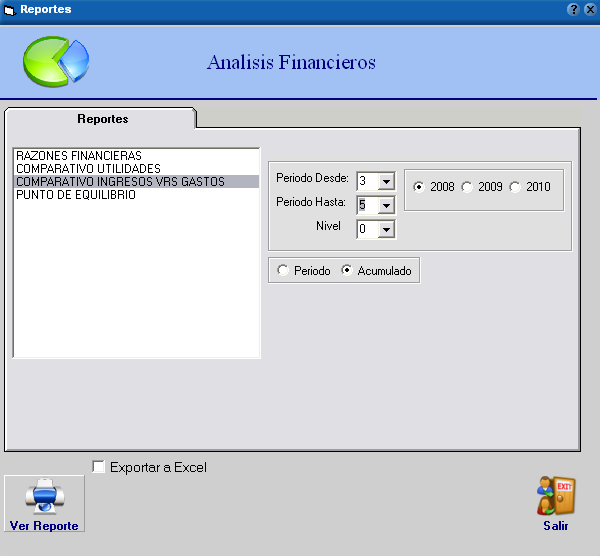 Reportes
Analisis Financieros
Reportes
RAZONES FINANCIERAS
COMPARATIVO UTILIDADES
COMPARATIVO INGRESOS VRS GASTOS
PUNTO DE EQUILIBRIO
Periodo Desde: 3
2008 2009 2010
Periodo Hasta: 5
Nivel 0
Periodo Acumulado
Exportar a Excel
Ver Reporte
EXIT
Salir